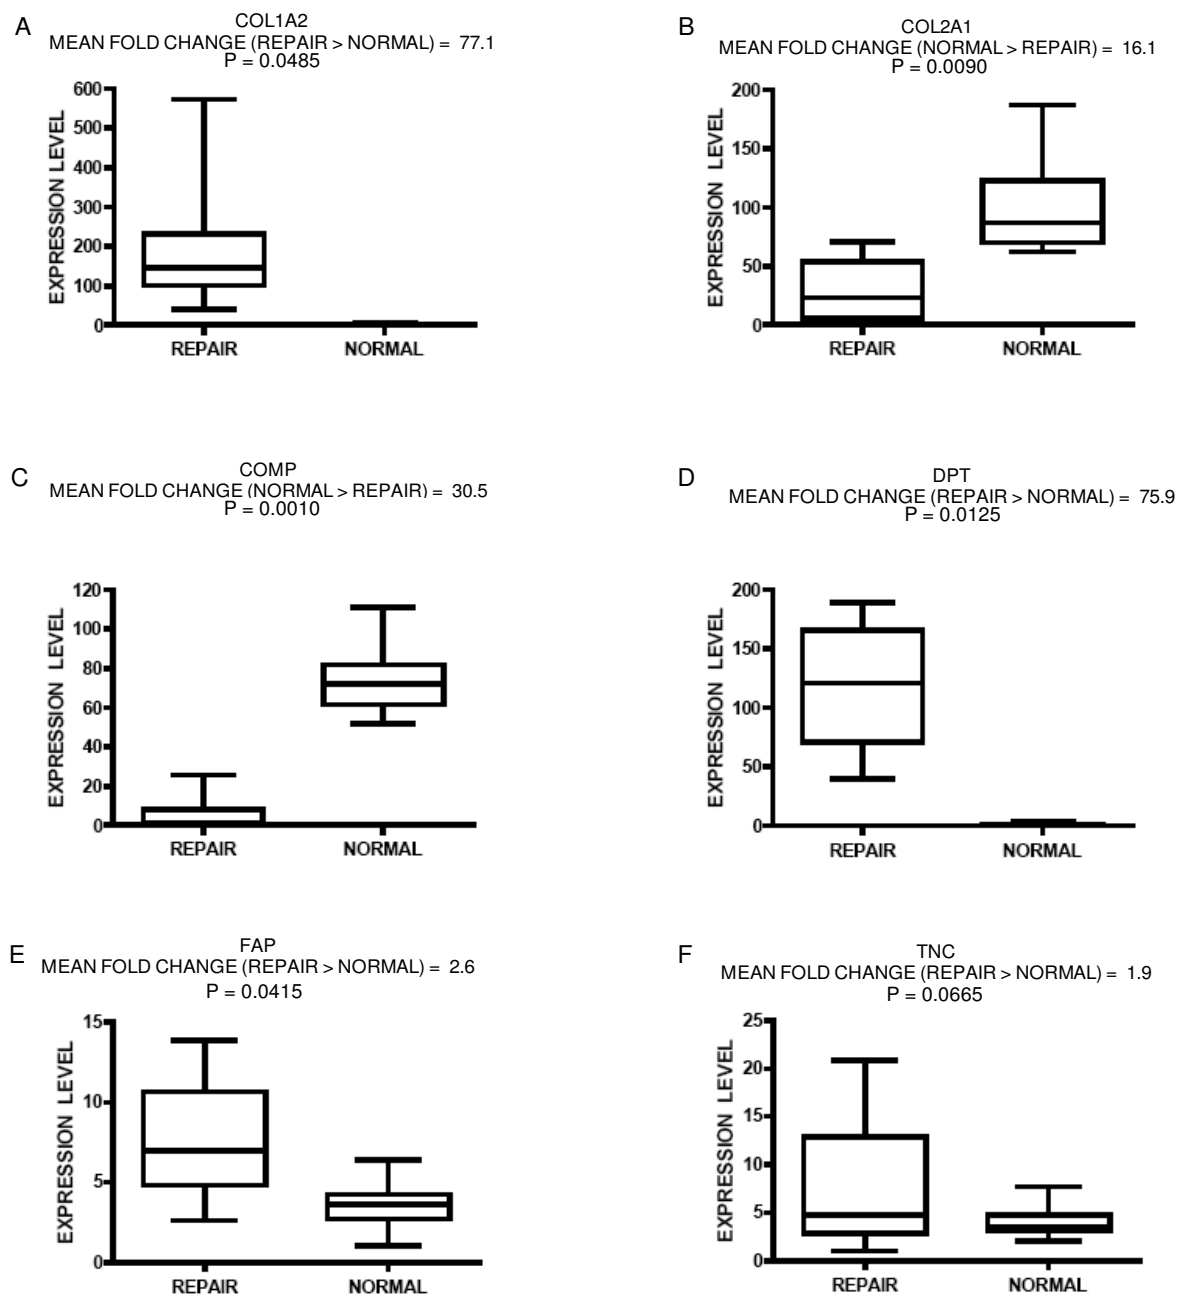 A
COL1A2
MEAN FOLD CHANGE (REPAIR > NORMAL) = 77.1
P = 0.0485
EXPRESSION LEVEL
600
500
400
300
200
100
0
REPAIR
NORMAL
B
COL2A1
MEAN FOLD CHANGE (NORMAL > REPAIR) = 16.1
P = 0.0090
EXPRESSION LEVEL
200
150
100
50
0
REPAIR
NORMAL
C
COMP
MEAN FOLD CHANGE (NORMAL > REPAIR) = 30.5
P = 0.0010
EXPRESSION LEVEL
120
100
80
60
40
20
0
REPAIR
NORMAL
D
DPT
MEAN FOLD CHANGE (REPAIR > NORMAL) = 75.9
P = 0.0125
EXPRESSION LEVEL
200
150
100
50
0
REPAIR
NORMAL
E
FAP
MEAN FOLD CHANGE (REPAIR > NORMAL) = 2.6
P = 0.0415
EXPRESSION LEVEL
15
10
5
0
REPAIR
NORMAL
F
TNC
MEAN FOLD CHANGE (REPAIR > NORMAL) = 1.9
P = 0.0665
EXPRESSION LEVEL
25
20
15
10
5
0
REPAIR
NORMAL